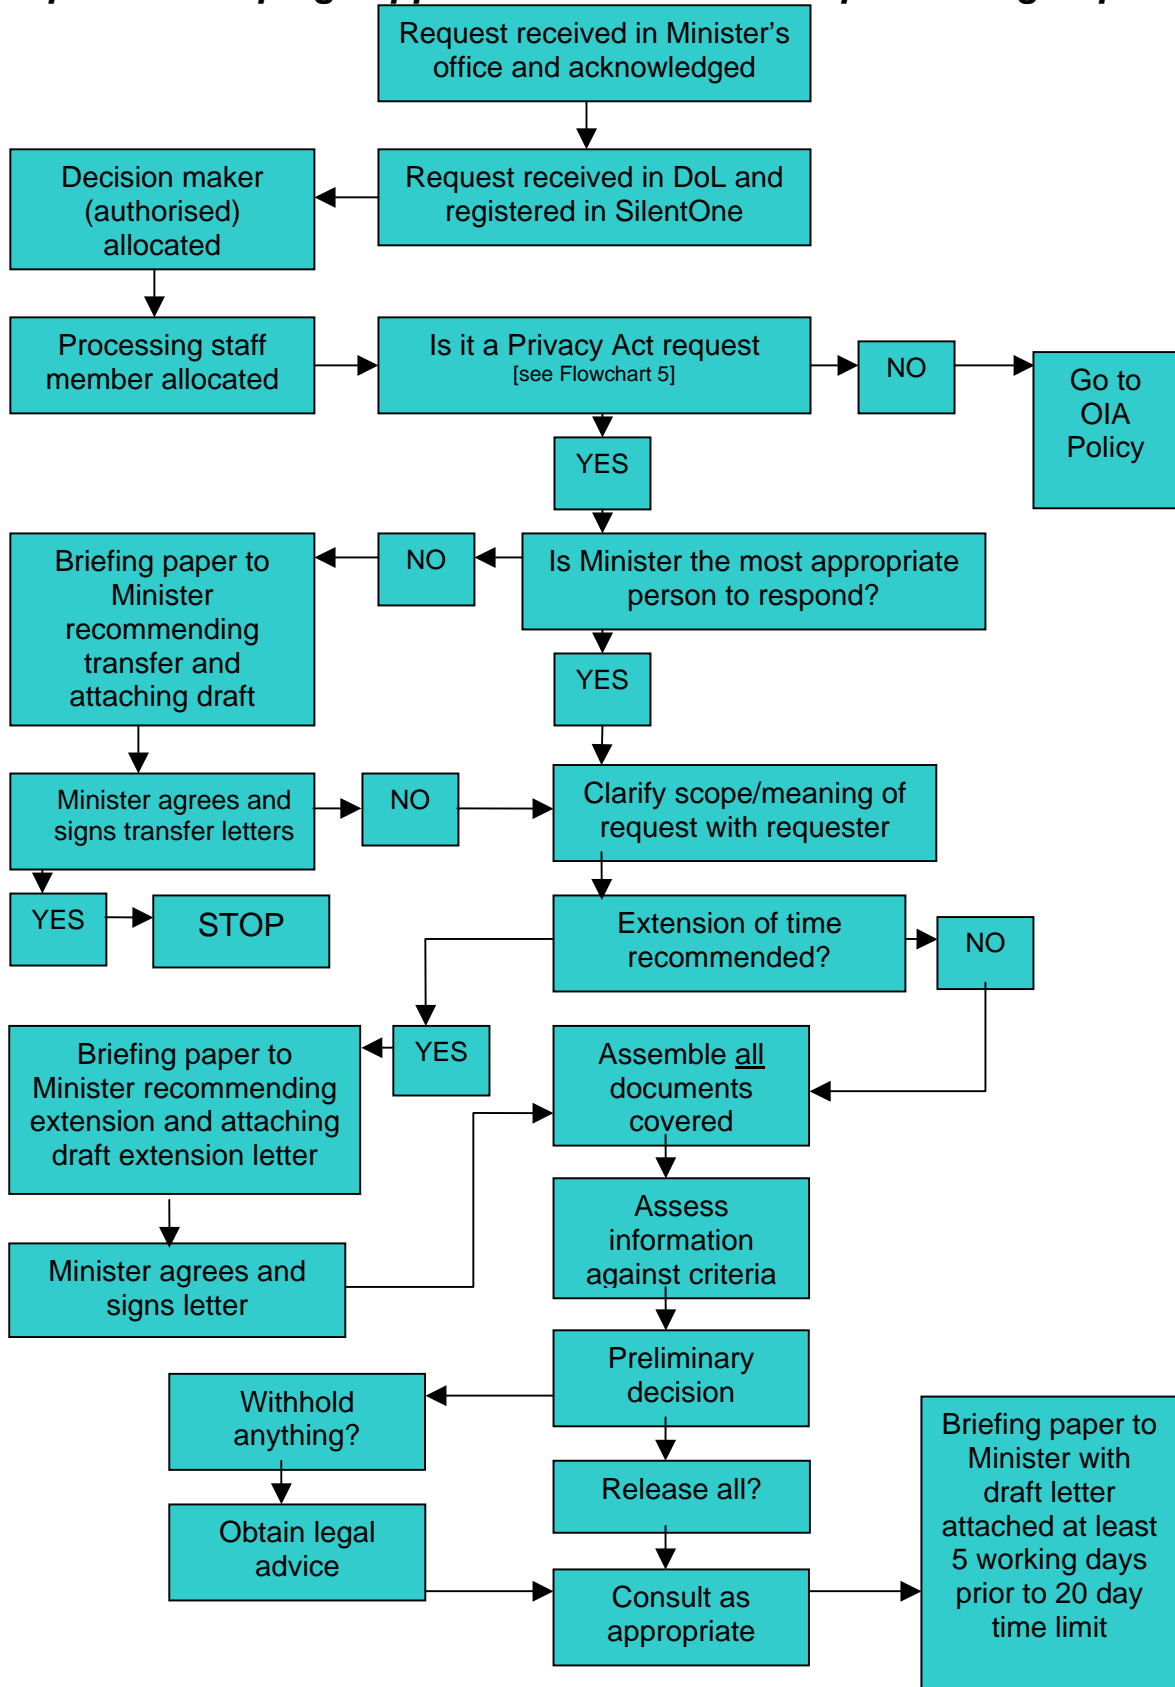 Request received in Minister’s
office and acknowledged
Request received in DoL and
registered in SilentOne
Decision maker
(authorised)
allocated
Processing staff
member allocated
Is it a Privacy Act request
[see Flowchart 5]
NO
Go to
OIA
Policy
YES
Is Minister the most appropriate
person to respond?
NO
Briefing paper to
Minister
recommending
transfer and
attaching draft
YES
Minister agrees and
signs transfer letters
NO
Clarify scope/meaning of
request with requester
YES
STOP
Extension of time
recommended?
NO
YES
Briefing paper to
Minister recommending
extension and attaching
draft extension letter
Assemble all
documents
covered
Minister agrees and
signs letter
Assess
information
against criteria
Preliminary
decision
Withhold
anything?
Release all?
Obtain legal
advice
Consult as
appropriate
Briefing paper to
Minister with
draft letter
attached at least
5 working days
prior to 20 day
time limit